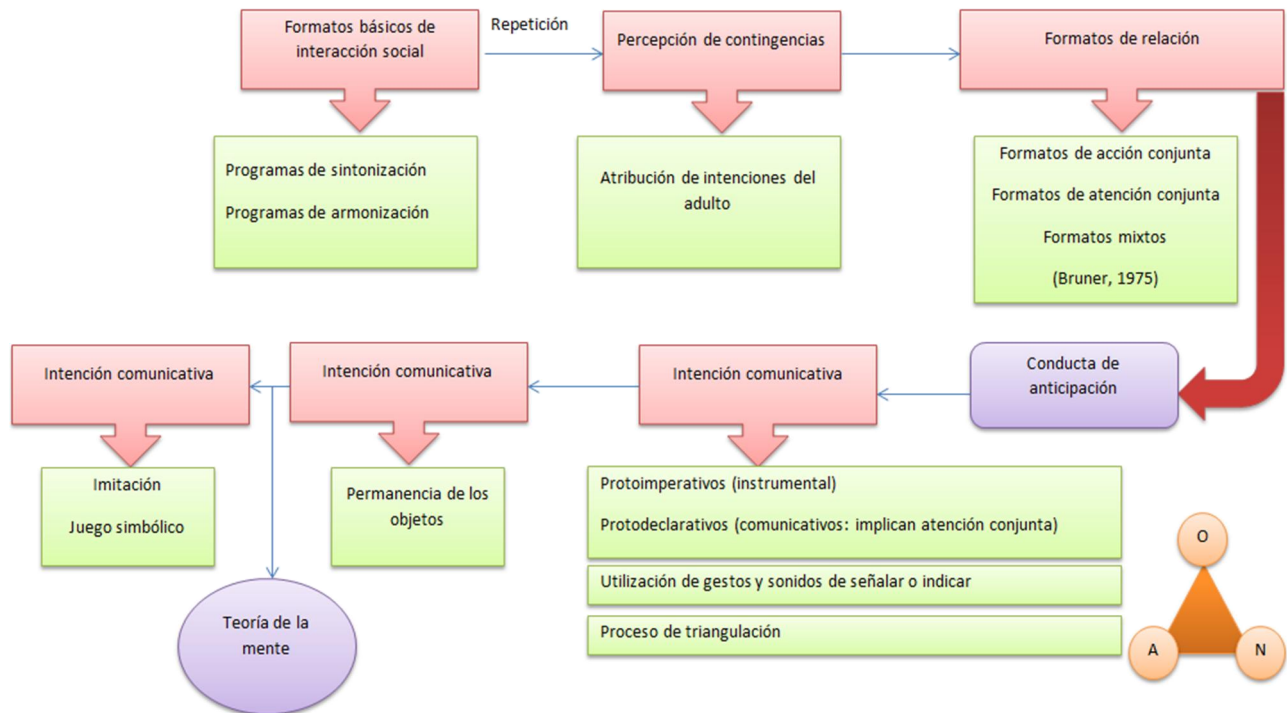 Formatos básicos de
interacción social
Repetición
Percepción de contingencias
Formatos de relación
Programas de sintonización
Programas de armonización
Atribución de intenciones del
adulto
Formatos de acción conjunta
Formatos de atención conjunta
Formatos mixtos
(Bruner, 1975)
Intención comunicativa
Intención comunicativa
Intención comunicativa
Conducta de
anticipación
Imitación
Juego simbólico
Permanencia de los
objetos
Protoimperativos (instrumental)
Protodeclarativos (comunicativos: implican atención conjunta)
Utilización de gestos y sonidos de señalar o indicar
Proceso de triangulación
Teoría de la
mente
O
A
N